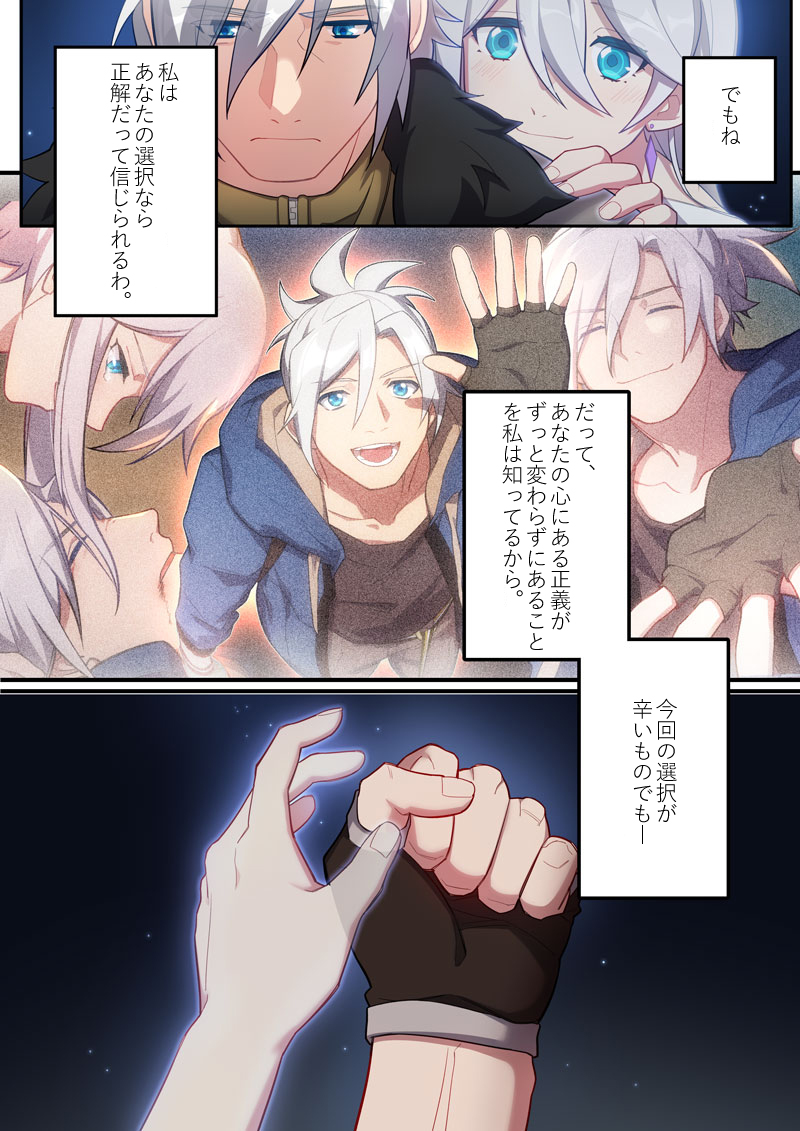 でもね
私は
あなたの選択なら
正解だって信じられるわ。
だって、
あなたの心にある正義が
ずっと変わらずにあること
を私は知ってるから。
今回の選択が
辛いものでも―